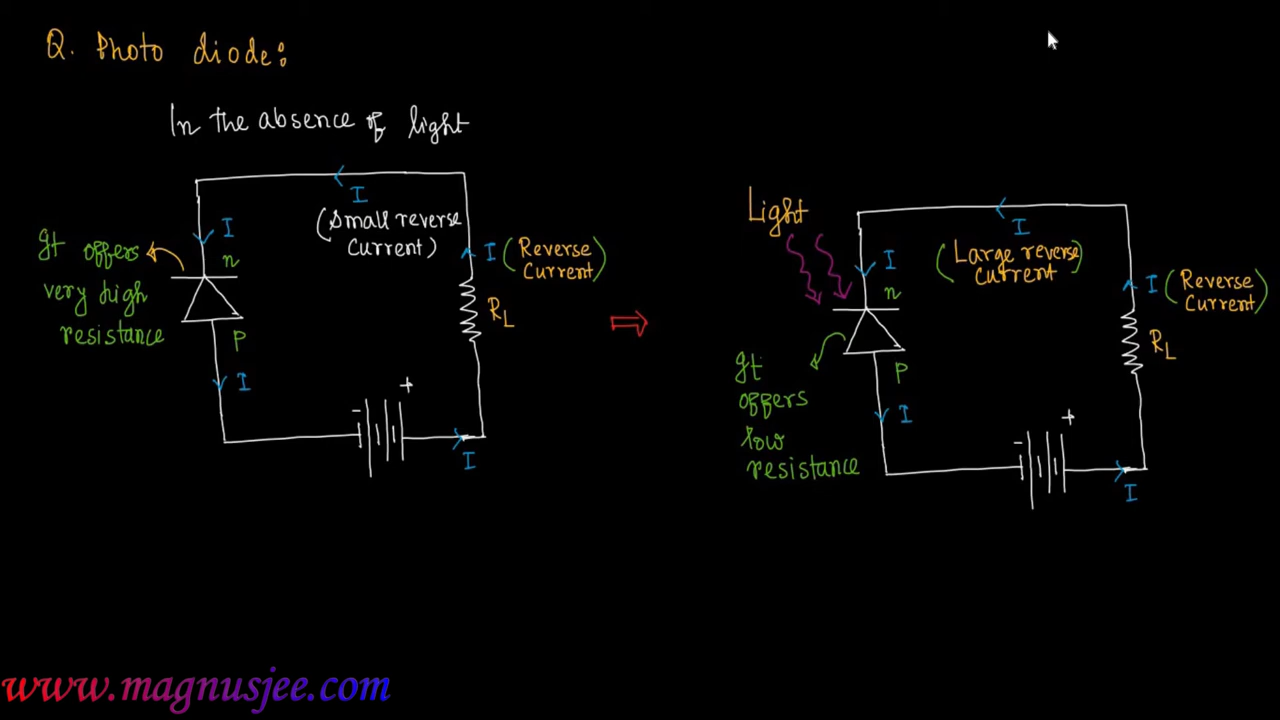 Q. Photo diode:
In the absence of light
I
(Small reverse
current)
I
n
It offers
very high
resistance
I (Reverse
Current)
RL
P
I
- +
I
Light
I
(Large reverse
current)
I
n
I (Reverse
Current)
RL
It
offers
low
resistance
P
I
- +
I
www.magnusjee.com